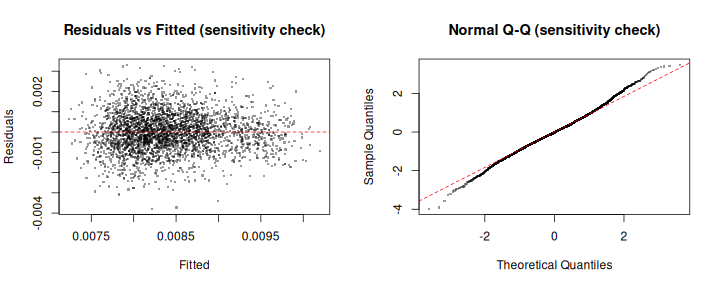 Residuals vs Fitted (sensitivity check)
Residuals
0.002
-0.001
-0.004
0.0075
0.0085
0.0095
Fitted
Normal Q-Q (sensitivity check)
Sample Quantiles
2
0
-2
-4
-2
0
2
Theoretical Quantiles